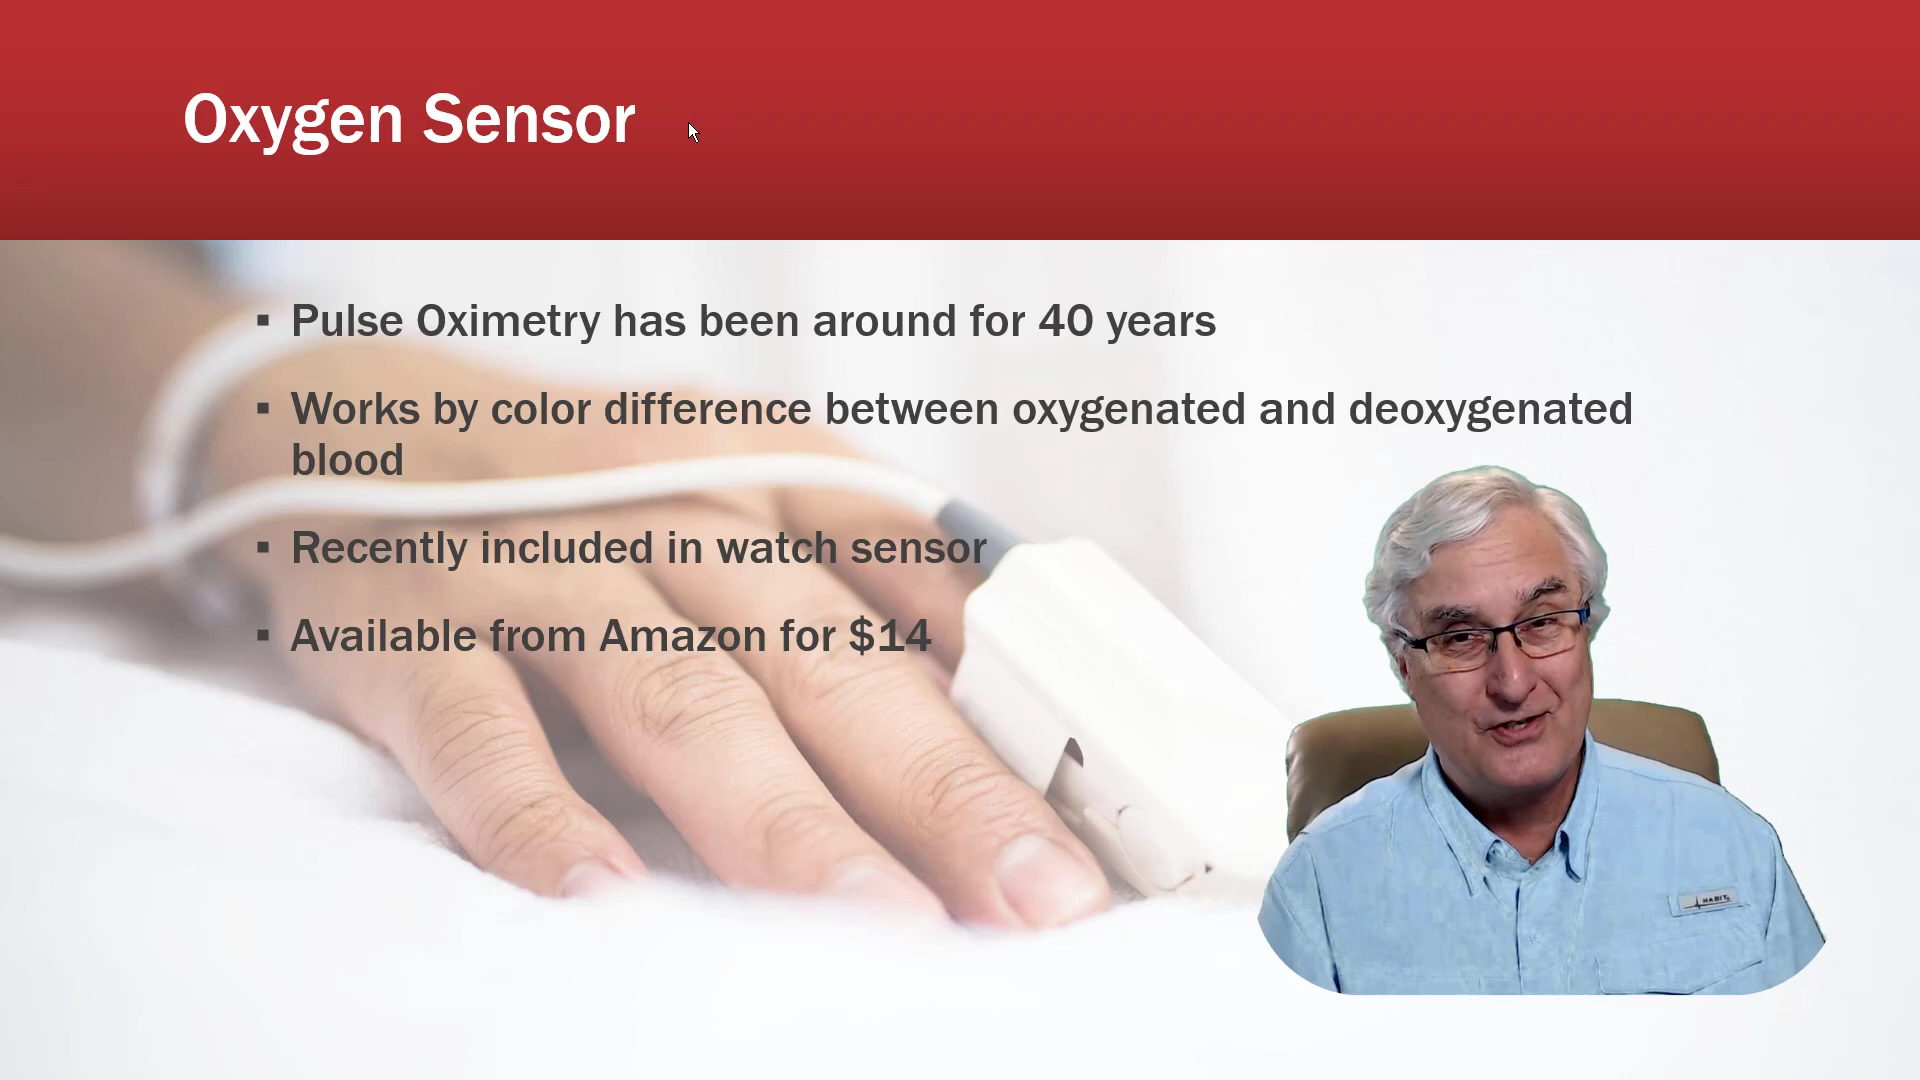 Oxygen Sensor
▪ Pulse Oximetry has been around for 40 years
▪ Works by color difference between oxygenated and deoxygenated
blood
▪ Recently included in watch sensor
▪ Available from Amazon for $14
HABIT